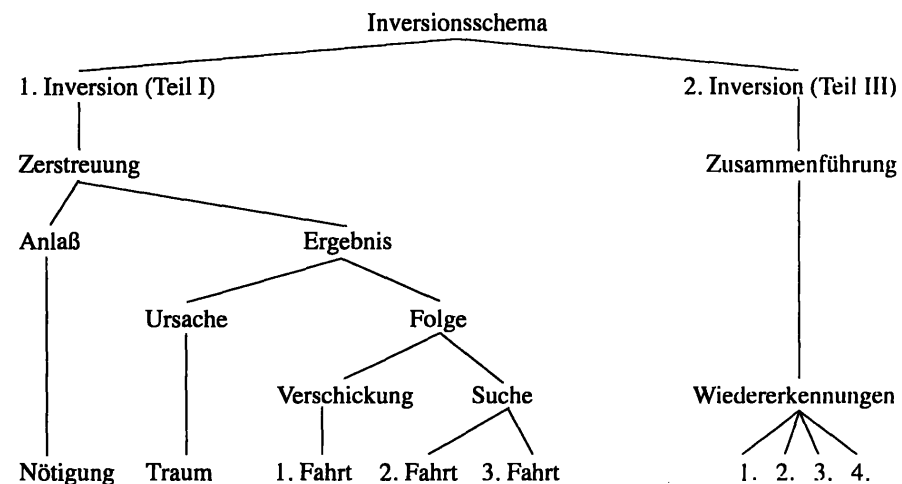 Inversionsschema
1. Inversion (Teil I) 2. Inversion (Teil III)
Zerstreuung Zusammenführung
Anlaß Ergebnis
Ursache Folge
Verschickung Suche Wiedererkennungen
Nötigung Traum 1. Fahrt 2. Fahrt 3. Fahrt 1. 2. 3. 4.